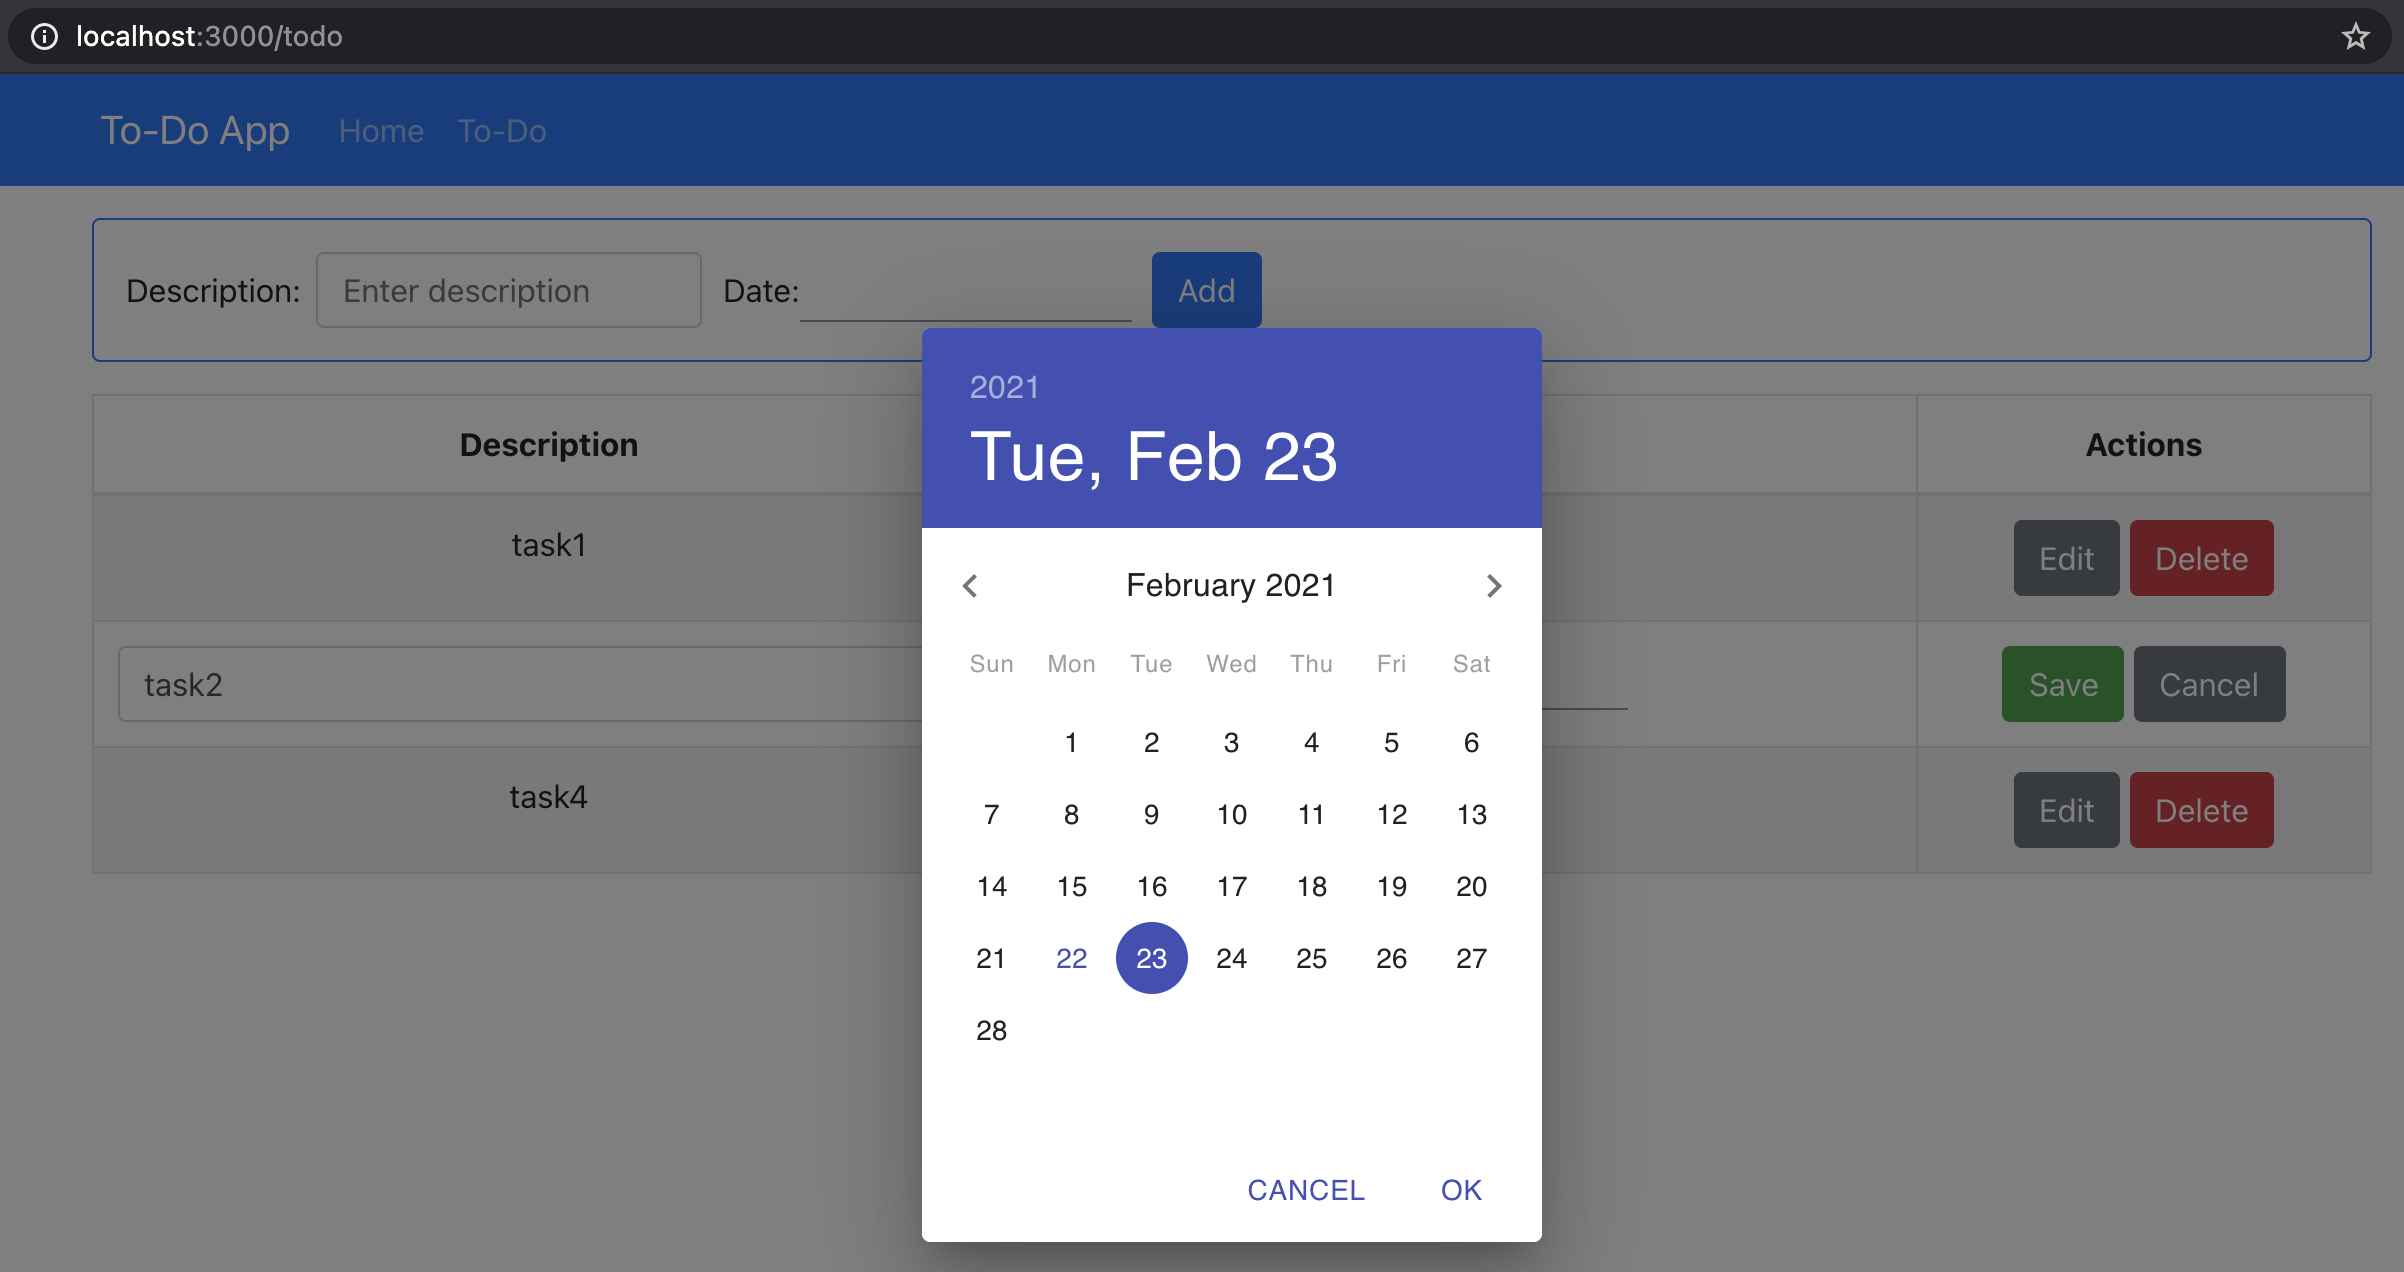 localhost:3000/todo
To-Do App Home To-Do
Description: Enter description Date: Add
Description Actions
task1 Edit Delete
task2 Save Cancel
task4 Edit Delete
2021
Tue, Feb 23
February 2021
Sun Mon Tue Wed Thu Fri Sat
1 2 3 4 5 6
7 8 9 10 11 12 13
14 15 16 17 18 19 20
21 22 23 24 25 26 27
28
CANCEL OK